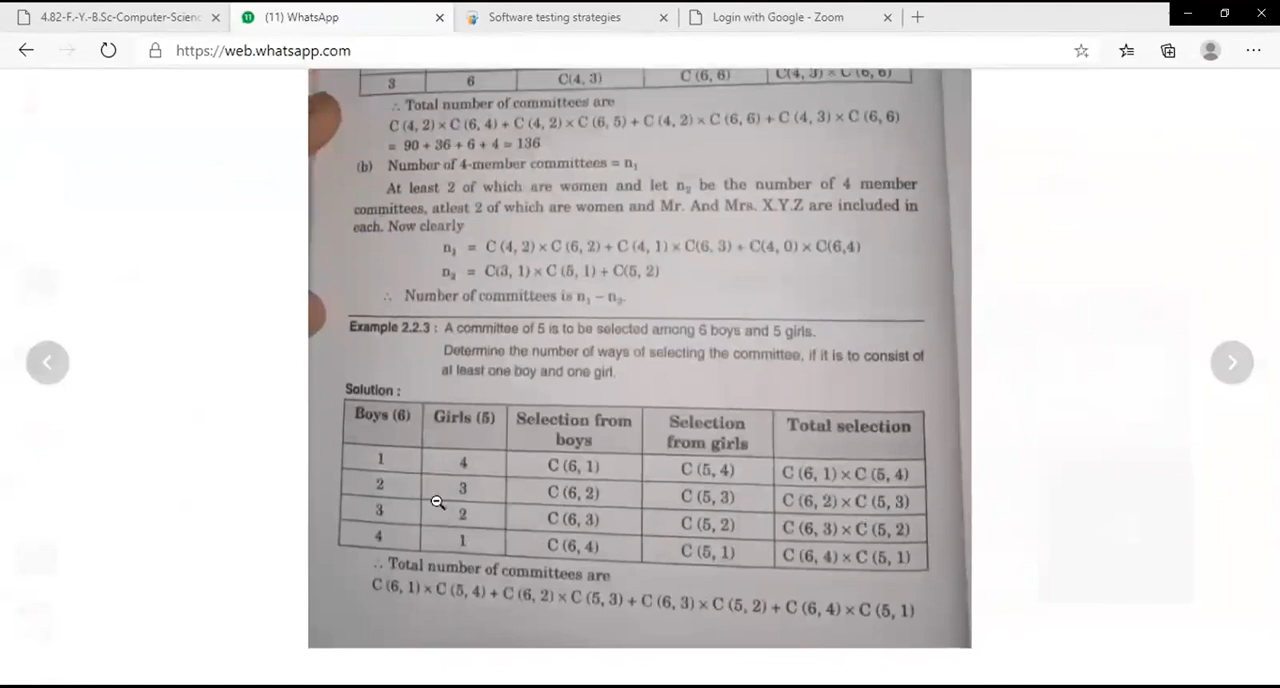 4.82-F.-Y.-B.Sc-Computer-Scienc
(11) WhatsApp
Software testing strategies
Login with Google - Zoom
https://web.whatsapp.com
3 6 C(4, 3) C (6, 6) C(4, 3) × C (6, 6)
∴ Total number of committees are
C (4, 2) × C (6, 4) + C (4, 2) × C (6, 5) + C (4, 2) × C (6, 6) + C (4, 3) × C (6, 6)
= 90 + 36 + 6 + 4 = 136
(b) Number of 4-member committees = n₁
At least 2 of which are women and let n₂ be the number of 4 member
committees, atlest 2 of which are women and Mr. And Mrs. X.Y.Z are included in
each. Now clearly
n₁ = C (4, 2) × C (6, 2) + C (4, 1) × C(6, 3) + C(4, 0) × C(6,4)
n₂ = C(3, 1) × C (5, 1) + C(5, 2)
∴ Number of committees is n₁ – n₂.
Example 2.2.3 : A committee of 5 is to be selected among 6 boys and 5 girls.
Determine the number of ways of selecting the committee, if it is to consist of
at least one boy and one girl.
Solution :
Boys (6) Girls (5) Selection from boys Selection from girls Total selection
1 4 C (6, 1) C (5, 4) C (6, 1) × C (5, 4)
2 3 C (6, 2) C (5, 3) C (6, 2) × C (5, 3)
3 2 C (6, 3) C (5, 2) C (6, 3) × C (5, 2)
4 1 C (6, 4) C (5, 1) C (6, 4) × C (5, 1)
∴ Total number of committees are
C (6, 1) × C (5, 4) + C (6, 2) × C (5, 3) + C (6, 3) × C (5, 2) + C (6, 4) × C (5, 1)